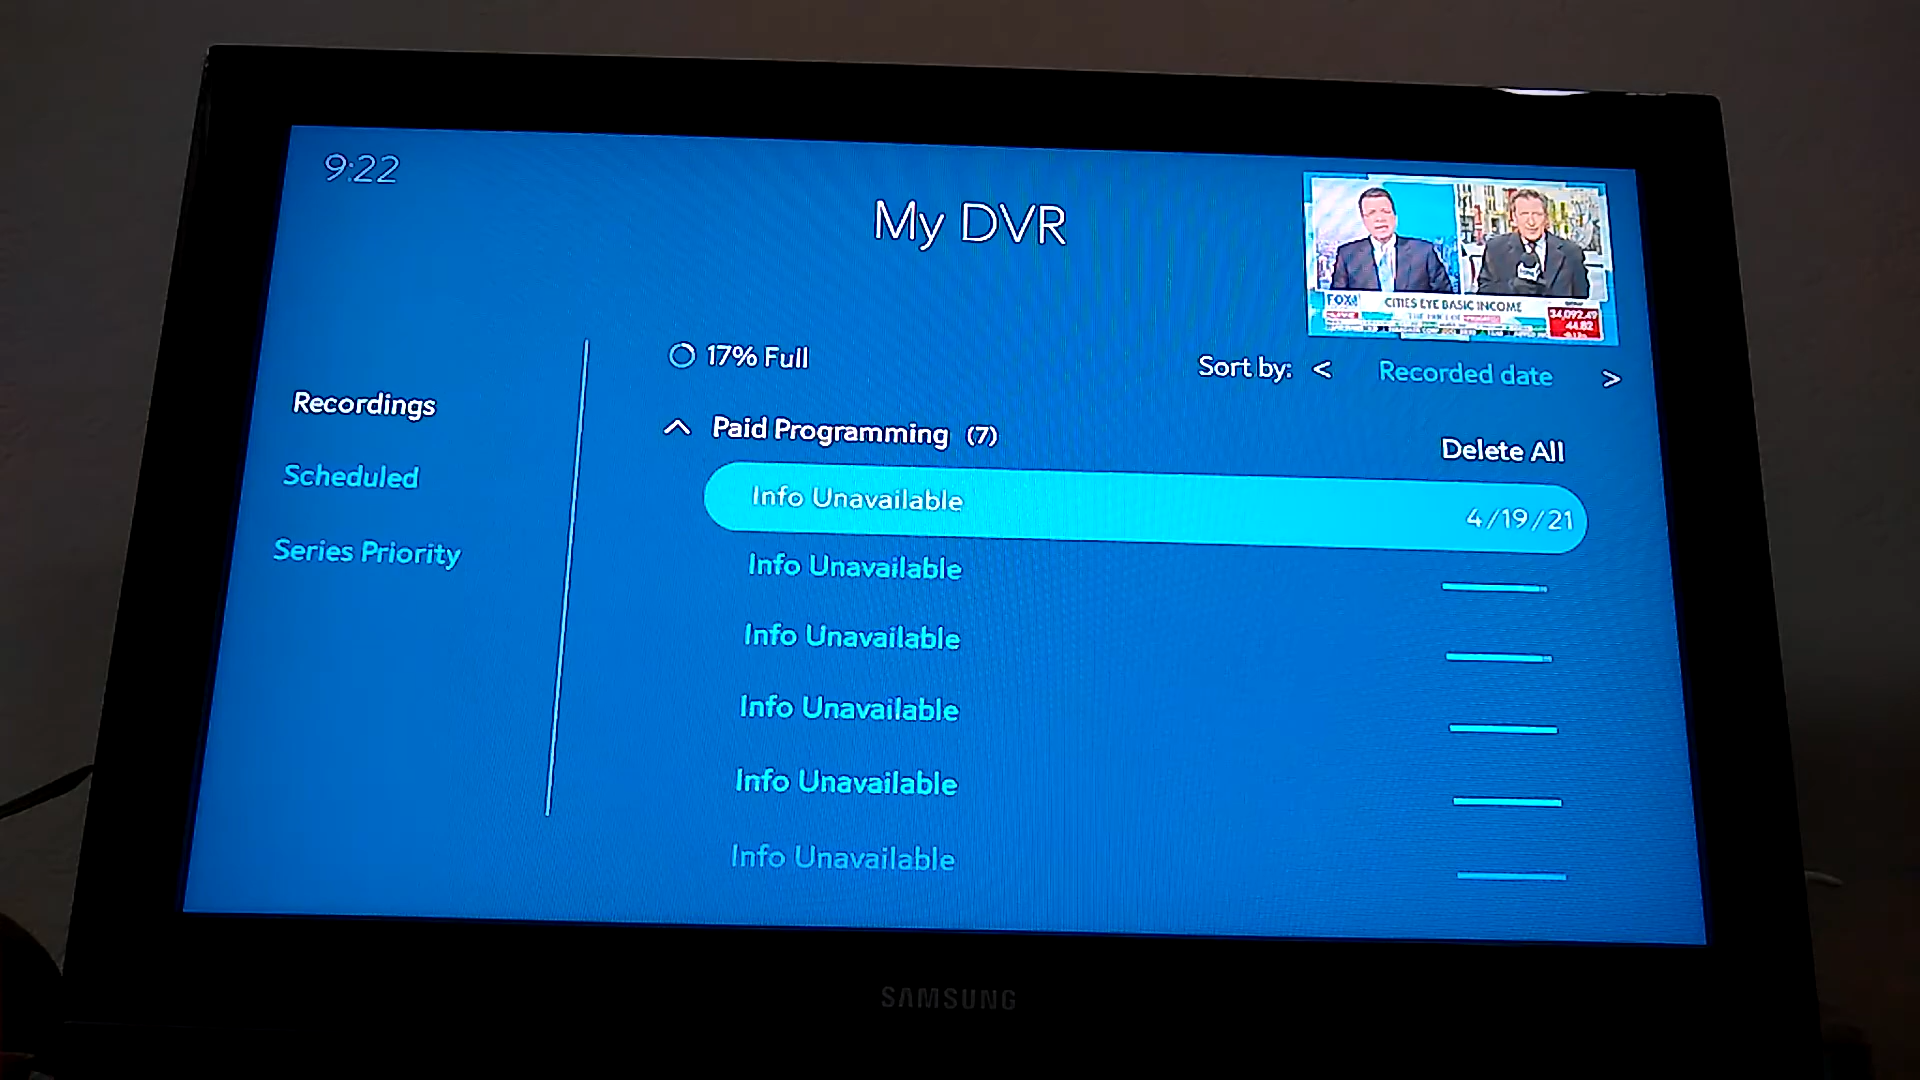 9:22
My DVR
FOX
CITIES EYE BASIC INCOME
34,092.49
44.82
17% Full
Sort by: < Recorded date >
Recordings
Scheduled
Series Priority
Paid Programming (7)
Delete All
Info Unavailable 4/19/21
Info Unavailable
Info Unavailable
Info Unavailable
Info Unavailable
Info Unavailable
SAMSUNG